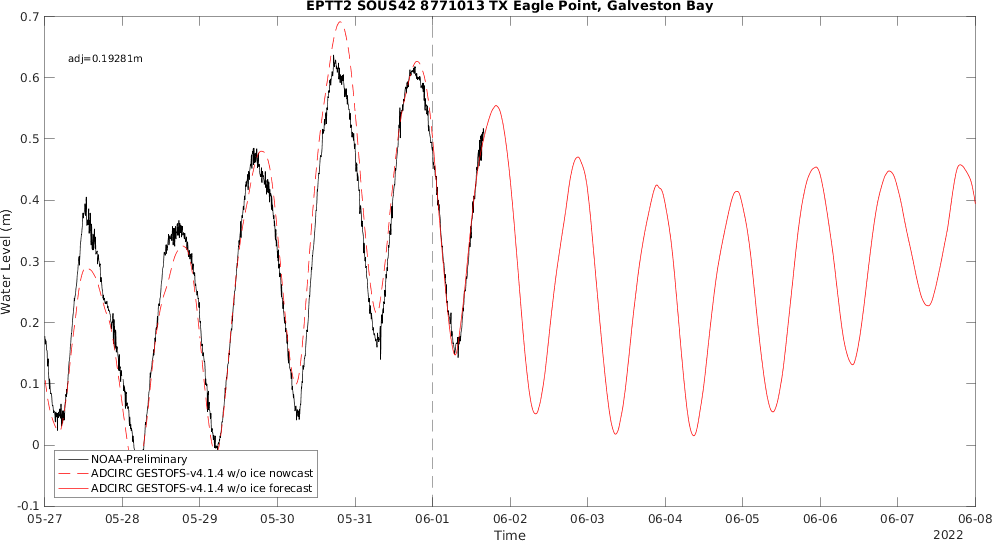 EPTT2 SOUS42 8771013 TX Eagle Point, Galveston Bay
0.7
adj=0.19281m
0.6
0.5
0.4
0.3
0.2
0.1
0
-0.1
Water Level (m)
NOAA-Preliminary
ADCIRC GESTOFS-v4.1.4 w/o ice nowcast
ADCIRC GESTOFS-v4.1.4 w/o ice forecast
05-27 05-28 05-29 05-30 05-31 06-01 06-02 06-03 06-04 06-05 06-06 06-07 06-08
Time
2022